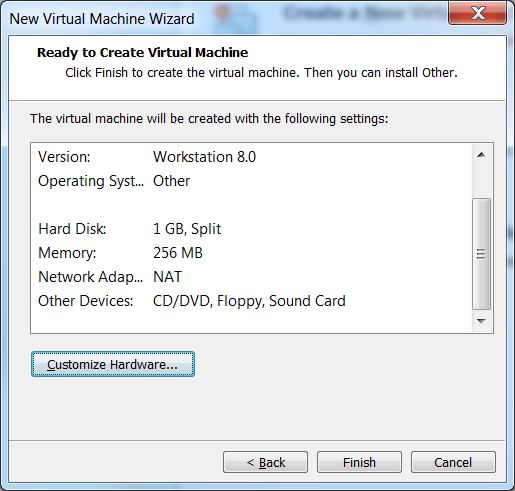 Create a New Virtu
New Virtual Machine Wizard
Ready to Create Virtual Machine
Click Finish to create the virtual machine. Then you can install Other.
The virtual machine will be created with the following settings:
Version: Workstation 8.0
Operating Syst... Other
Hard Disk: 1 GB, Split
Memory: 256 MB
Network Adap... NAT
Other Devices: CD/DVD, Floppy, Sound Card
Customize Hardware...
< Back Finish Cancel